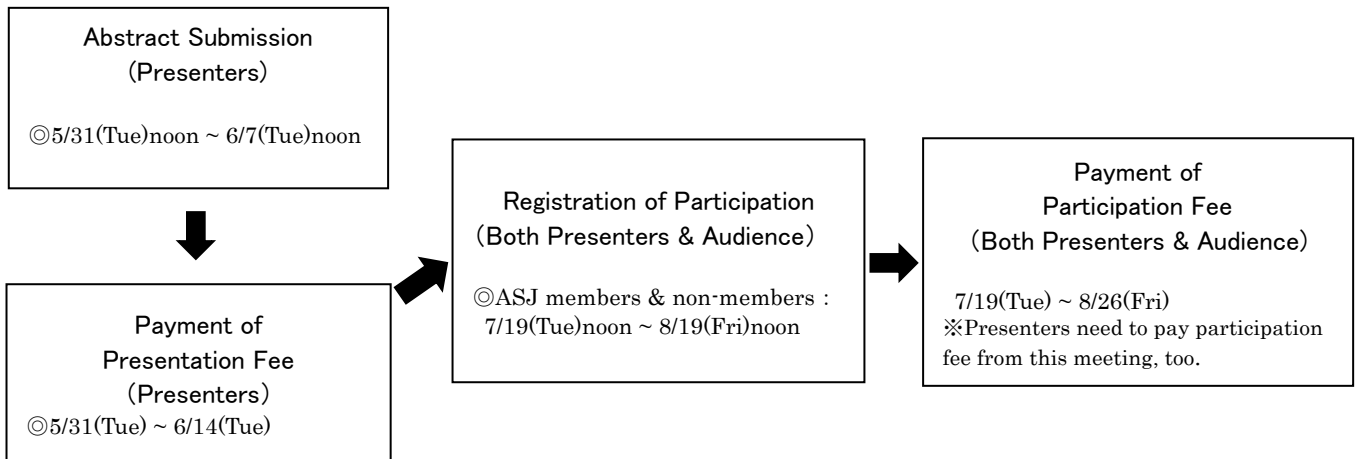 Abstract Submission
(Presenters)
◎5/31(Tue)noon ~ 6/7(Tue)noon
Payment of
Presentation Fee
(Presenters)
◎5/31(Tue) ~ 6/14(Tue)
Registration of Participation
(Both Presenters & Audience)
◎ASJ members & non-members：
7/19(Tue)noon ~ 8/19(Fri)noon
Payment of
Participation Fee
(Both Presenters & Audience)
7/19(Tue) ~ 8/26(Fri)
※Presenters need to pay participation
fee from this meeting, too.